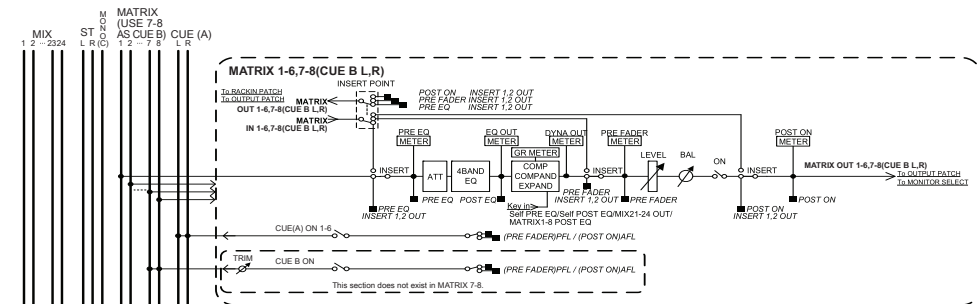 MIX
1 2 ... 2324
ST
L R
MONO
(C)
MATRIX
(USE 7-8
AS CUE B)
1 2 ... 7 8
CUE (A)
L R
MATRIX 1-6,7-8(CUE B L,R)
INSERT POINT
To RACKIN PATCH
To OUTPUT PATCH
MATRIX
OUT 1-6,7-8(CUE B L,R)
MATRIX
IN 1-6,7-8(CUE B L,R)
POST ON INSERT 1,2 OUT
PRE FADER INSERT 1,2 OUT
PRE EQ INSERT 1,2 OUT
PRE EQ
METER
EQ OUT
METER
DYNA OUT
METER
PRE FADER
METER
POST ON
METER
GR METER
INSERT
ATT
4BAND
EQ
COMP
COMPAND
EXPAND
INSERT
LEVEL
BAL
ON
INSERT
MATRIX OUT 1-6,7-8(CUE B L,R)
To OUTPUT PATCH
To MONITOR SELECT
PRE EQ
INSERT 1,2 OUT
PRE EQ
POST EQ
Key in
Self PRE EQ/Self POST EQ/MIX21-24 OUT/
MATRIX1-8 POST EQ
PRE FADER
INSERT 1,2 OUT
PRE FADER
POST ON
INSERT 1,2 OUT
POST ON
CUE(A) ON 1-6
(PRE FADER)PFL / (POST ON)AFL
TRIM
CUE B ON
(PRE FADER)PFL / (POST ON)AFL
This section does not exist in MATRIX 7-8.